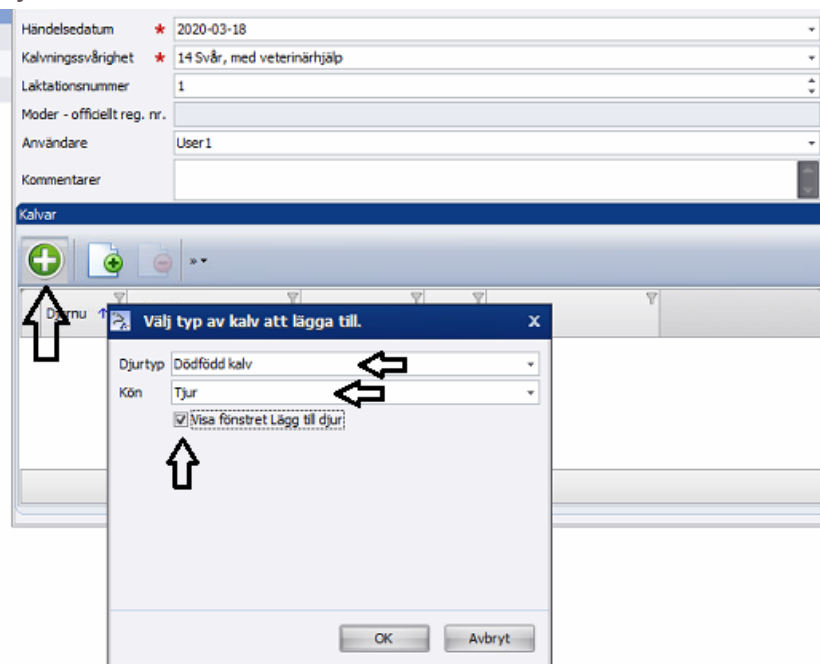 Händelsedatum * 2020-03-18
Kalvningssvårighet * 14 Svår, med veterinärhjälp
Laktationsnummer 1
Moder - officiellt reg. nr.
Användare User1
Kommentarer
Kalvar
»
Välj typ av kalv att lägga till. x
Djurtyp Dödfödd kalv
Kön Tjur
Visa fönstret Lägg till djur
OK Avbryt